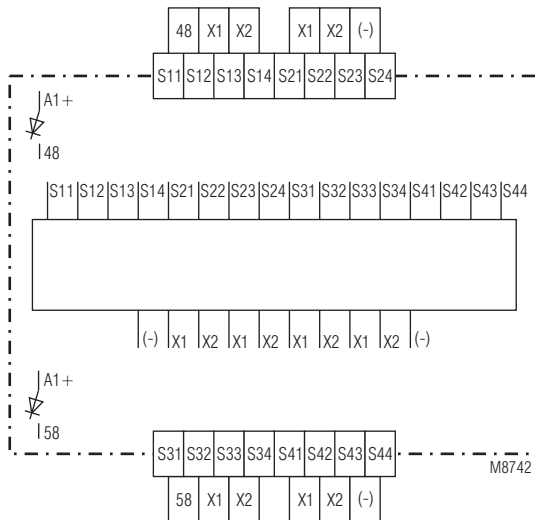 48 X1 X2 X1 X2 (-)
S11 S12 S13 S14 S21 S22 S23 S24
A1+
48
S11 S12 S13 S14 S21 S22 S23 S24 S31 S32 S33 S34 S41 S42 S43 S44
(-) X1 X2 X1 X2 X1 X2 X1 X2 (-)
A1+
58
S31 S32 S33 S34 S41 S42 S43 S44
M8742
58 X1 X2 X1 X2 (-)